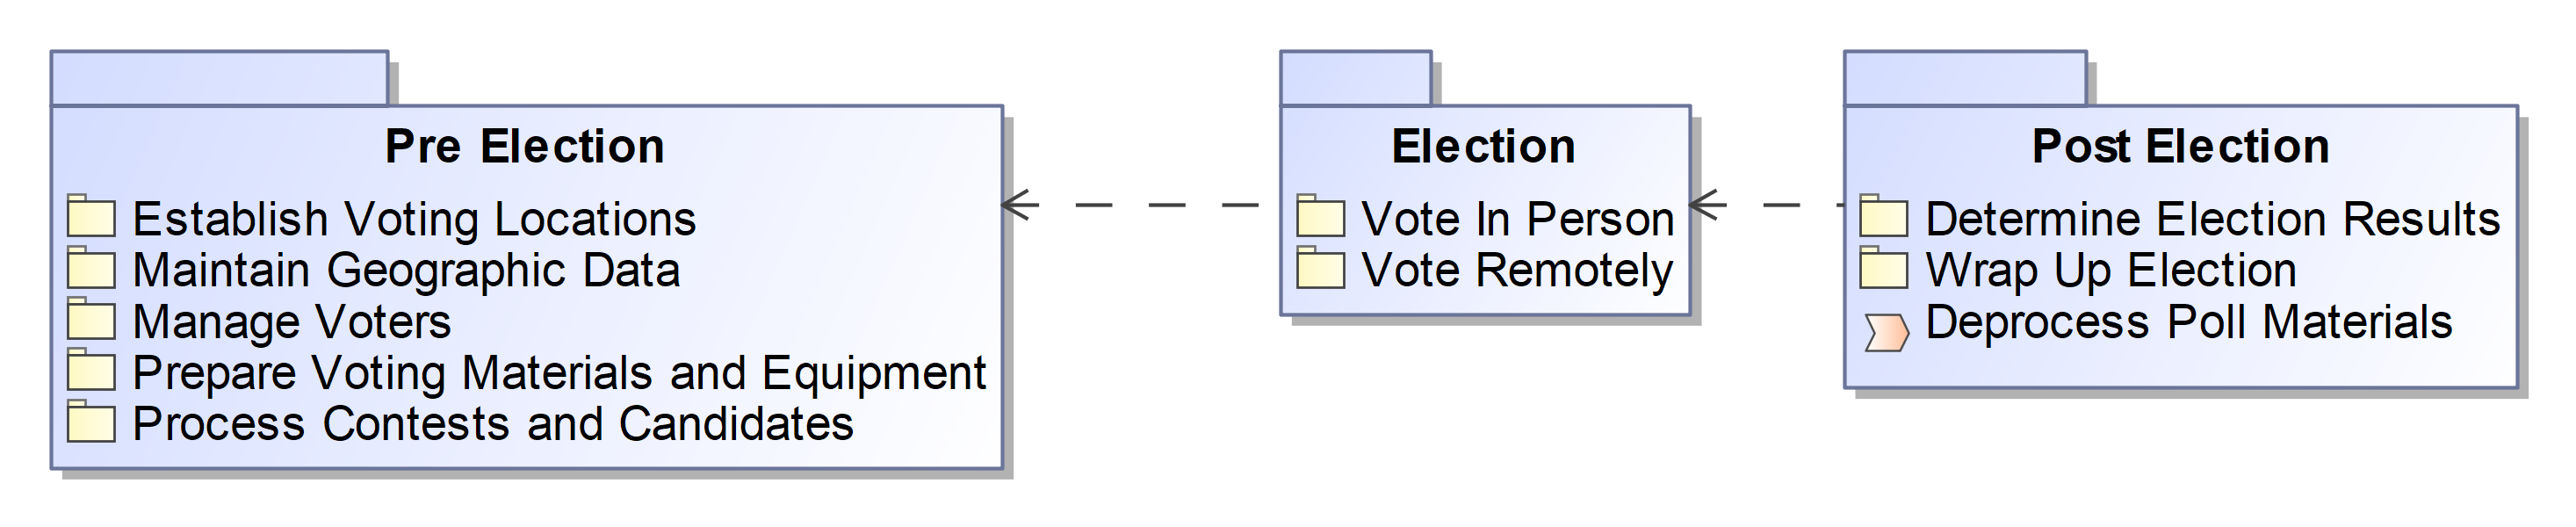 Pre Election
Establish Voting Locations
Maintain Geographic Data
Manage Voters
Prepare Voting Materials and Equipment
Process Contests and Candidates
Election
Vote In Person
Vote Remotely
Post Election
Determine Election Results
Wrap Up Election
Deprocess Poll Materials